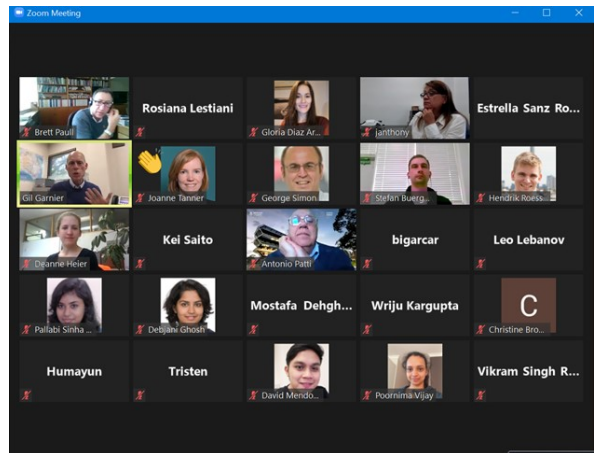 Zoom Meeting
Brett Paull
Rosiana Lestiani
Gloria Diaz Ar...
janthony
Estrella Sanz Ro...
Gil Garnier
Joanne Tanner
George Simon
Stefan Buerg...
Hendrik Roess...
Deanne Heier
Kei Saito
Antonio Patti
bigarcar
Leo Lebanov
Pallabi Sinha ...
Debjani Ghosh
Mostafa Dehgh...
Wriju Kargupta
C
Christine Bro...
Humayun
Tristen
David Mendo...
Poornima Vijay ...
Vikram Singh R...